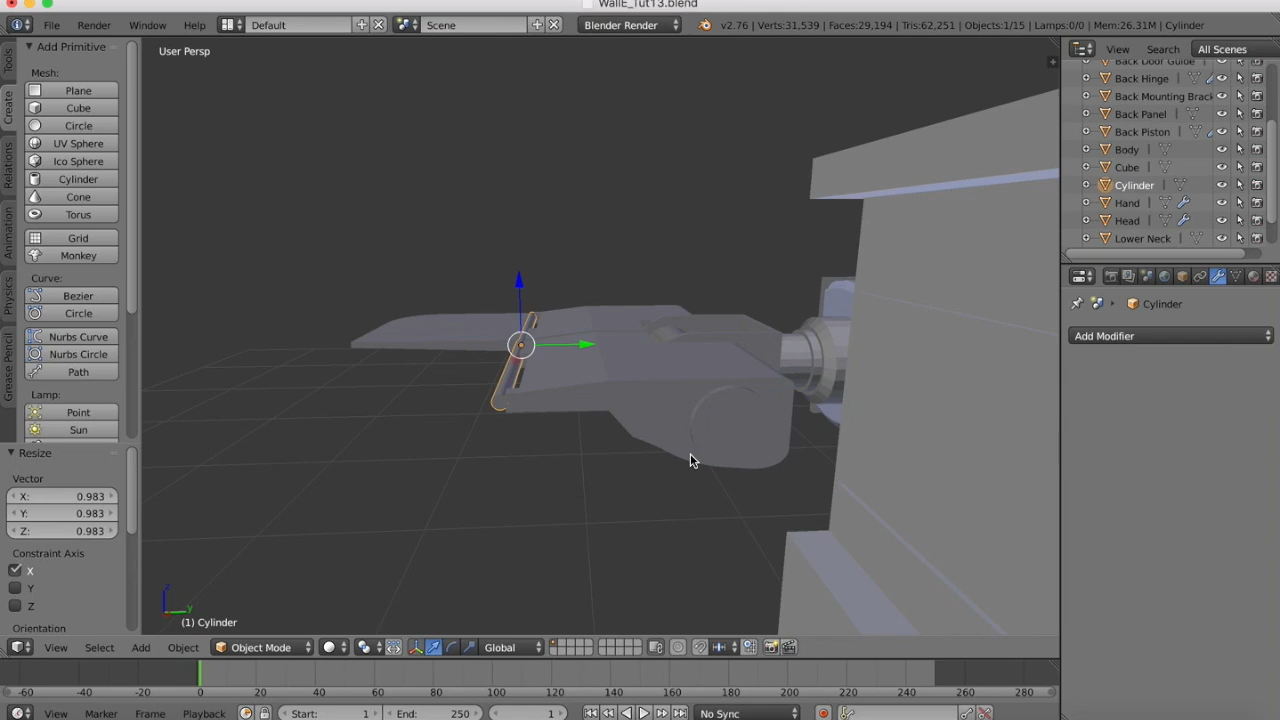 WallE_Tut13.blend
File Render Window Help Default Scene Blender Render v2.76 | Verts:31,539 | Faces:29,194 | Tris:62,251 | Objects:1/15 | Lamps:0/0 | Mem:26.31M | Cylinder
Tools
Create
Relations
Animation
Physics
Grease Pencil
Add Primitive
Mesh:
Plane
Cube
Circle
UV Sphere
Ico Sphere
Cylinder
Cone
Torus
Grid
Monkey
Curve:
Bezier
Circle
Nurbs Curve
Nurbs Circle
Path
Lamp:
Point
Sun
Resize
Vector
X: 0.983
Y: 0.983
Z: 0.983
Constraint Axis
X
Y
Z
Orientation
User Persp
z
y
(1) Cylinder
View Search All Scenes
Back Door Guide
Back Hinge
Back Mounting Brack
Back Panel
Back Piston
Body
Cube
Cylinder
Hand
Head
Lower Neck
Cylinder
Add Modifier
View Select Add Object Object Mode Global
-60 -40 -20 0 20 40 60 80 100 120 140 160 180 200 220 240 260 280
View Marker Frame Playback Start: 1 End: 250 1 No Sync